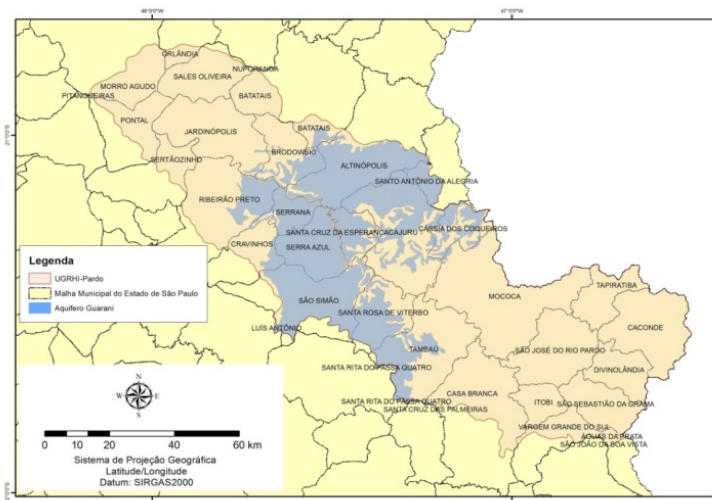 48°0'0"W
47°0'0"W
ORLÂNDIA
NUPORANGA
SALES OLIVEIRA
MORRO AGUDO
PITANGUEIRAS
BATATAIS
PONTAL
JARDINÓPOLIS
BATATAIS
21°0'0"S
BRODOWSKI
SERTÃOZINHO
ALTINÓPOLIS
SANTO ANTÔNIO DA ALEGRIA
RIBEIRÃO PRETO
SERRANA
SANTA CRUZ DA ESPERANÇA
CAJURU
CÁSSIA DOS COQUEIROS
CRAVINHOS
SERRA AZUL
Legenda
UGRHI-Pardo
Malha Municipal do Estado de São Paulo
Aquífero Guarani
MOCOCA
TAPIRATIBA
SÃO SIMÃO
SANTA ROSA DE VITERBO
CACONDE
LUÍS ANTÔNIO
TAMBAÚ
SÃO JOSÉ DO RIO PARDO
SANTA RITA DO PASSA QUATRO
DIVINOLÂNDIA
CASA BRANCA
ITOBI
SÃO SEBASTIÃO DA GRAMA
SANTA RITA DO PASSA QUATRO
SANTA CRUZ DAS PALMEIRAS
VARGEM GRANDE DO SUL
ÁGUAS DA PRATA
SÃO JOÃO DA BOA VISTA
N
W E
S
0 10 20 40 60 km
Sistema de Projeção Geográfica
Latitude/Longitude
Datum: SIRGAS2000